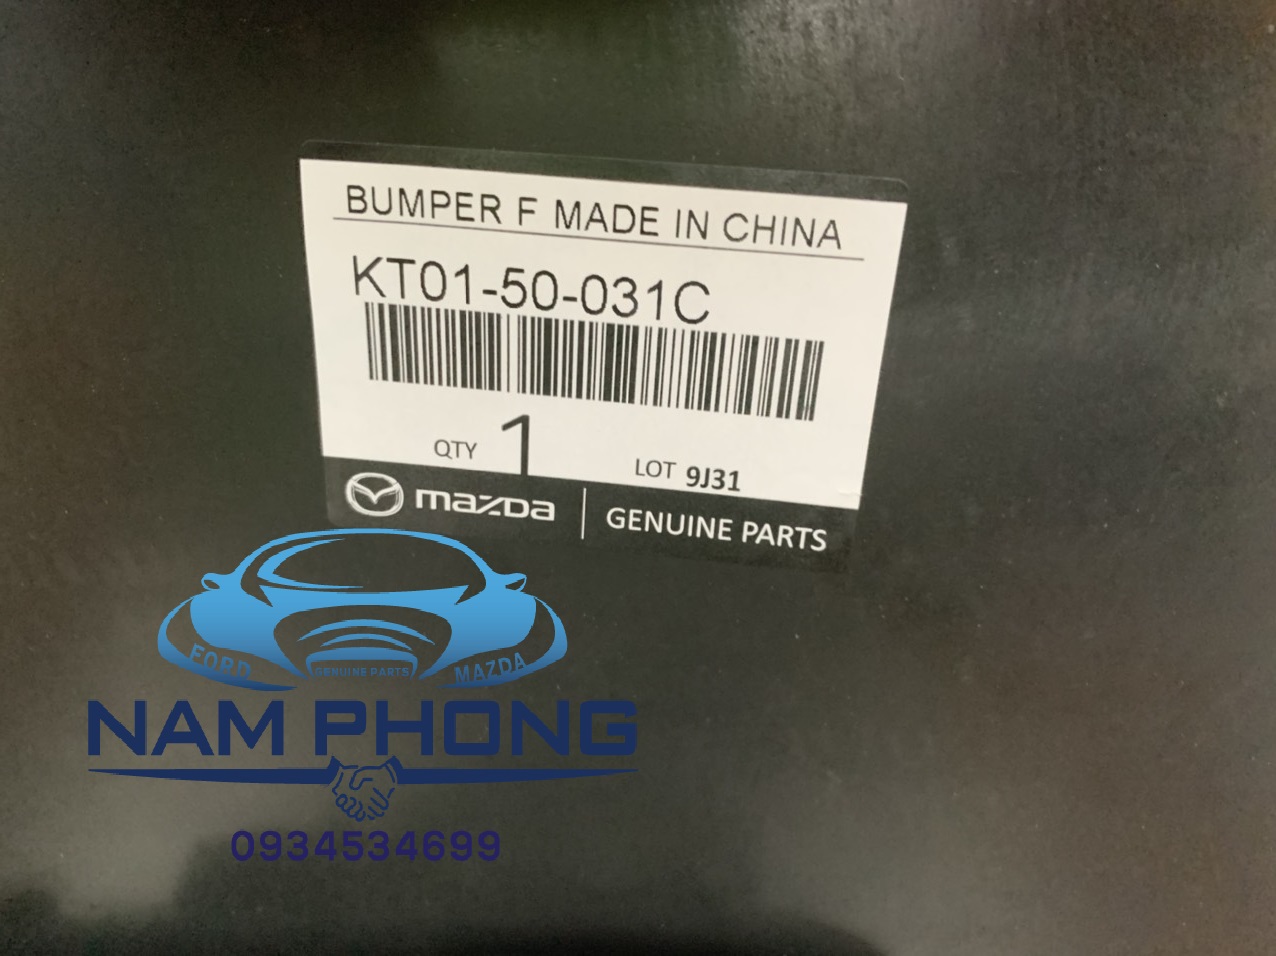 BUMPER F MADE IN CHINA
KT01-50-031C
QTY 1
LOT 9J31
mazda
GENUINE PARTS
FORD
GENUINE PARTS
MAZDA
NAM PHONG
0934534699